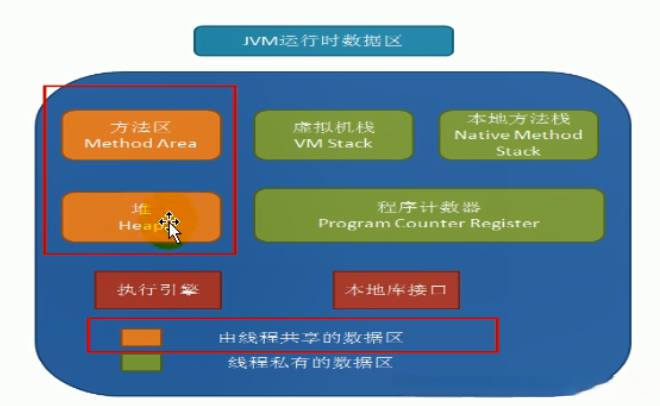 JVM运行时数据区
方法区
Method Area
虚拟机栈
VM Stack
本地方法栈
Native Method
Stack
堆
Heap
程序计数器
Program Counter Register
执行引擎
本地库接口
由线程共享的数据区
线程私有的数据区